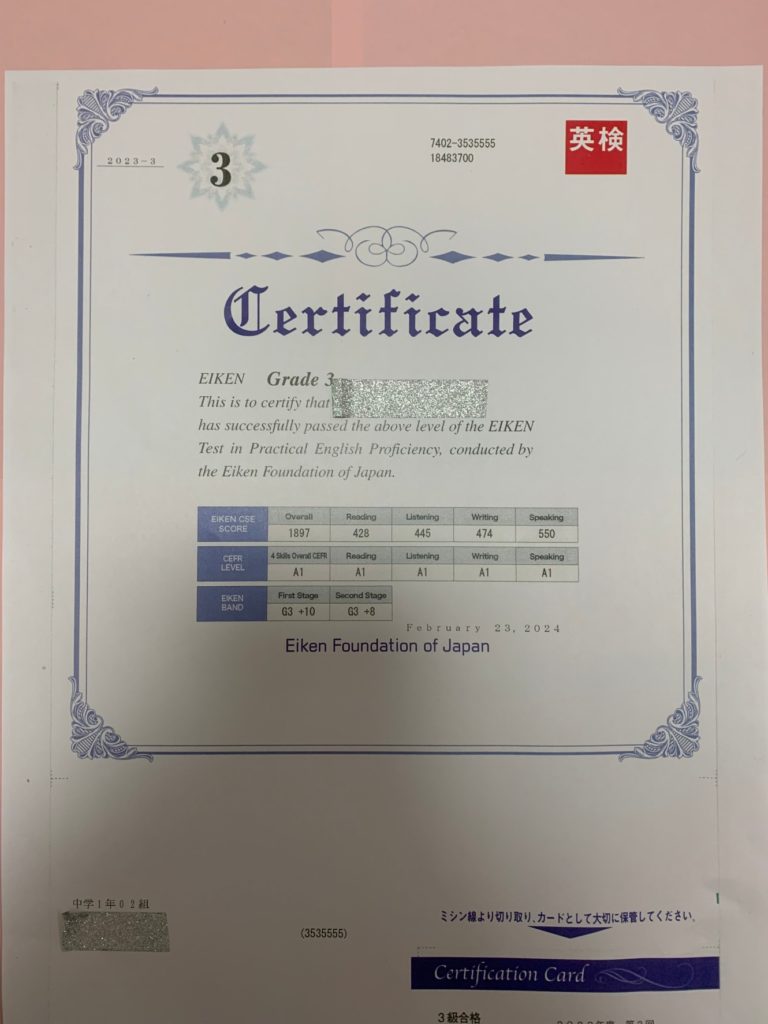 2023-3
3
7402-3535555
18483700
英検
Certificate
EIKEN Grade 3
This is to certify that
has successfully passed the above level of the EIKEN
Test in Practical English Proficiency, conducted by
the Eiken Foundation of Japan.
EIKEN CSE SCORE Overall Reading Listening Writing Speaking
1897 428 445 474 550
CEFR LEVEL 4 Skills Overall CEFR Reading Listening Writing Speaking
A1 A1 A1 A1 A1
EIKEN BAND First Stage Second Stage
G3 +10 G3 +8
February 23, 2024
Eiken Foundation of Japan
中学1年02組
ミシン線より切り取り、カードとして大切に保管してください。
(3535555)
Certification Card
3級合格